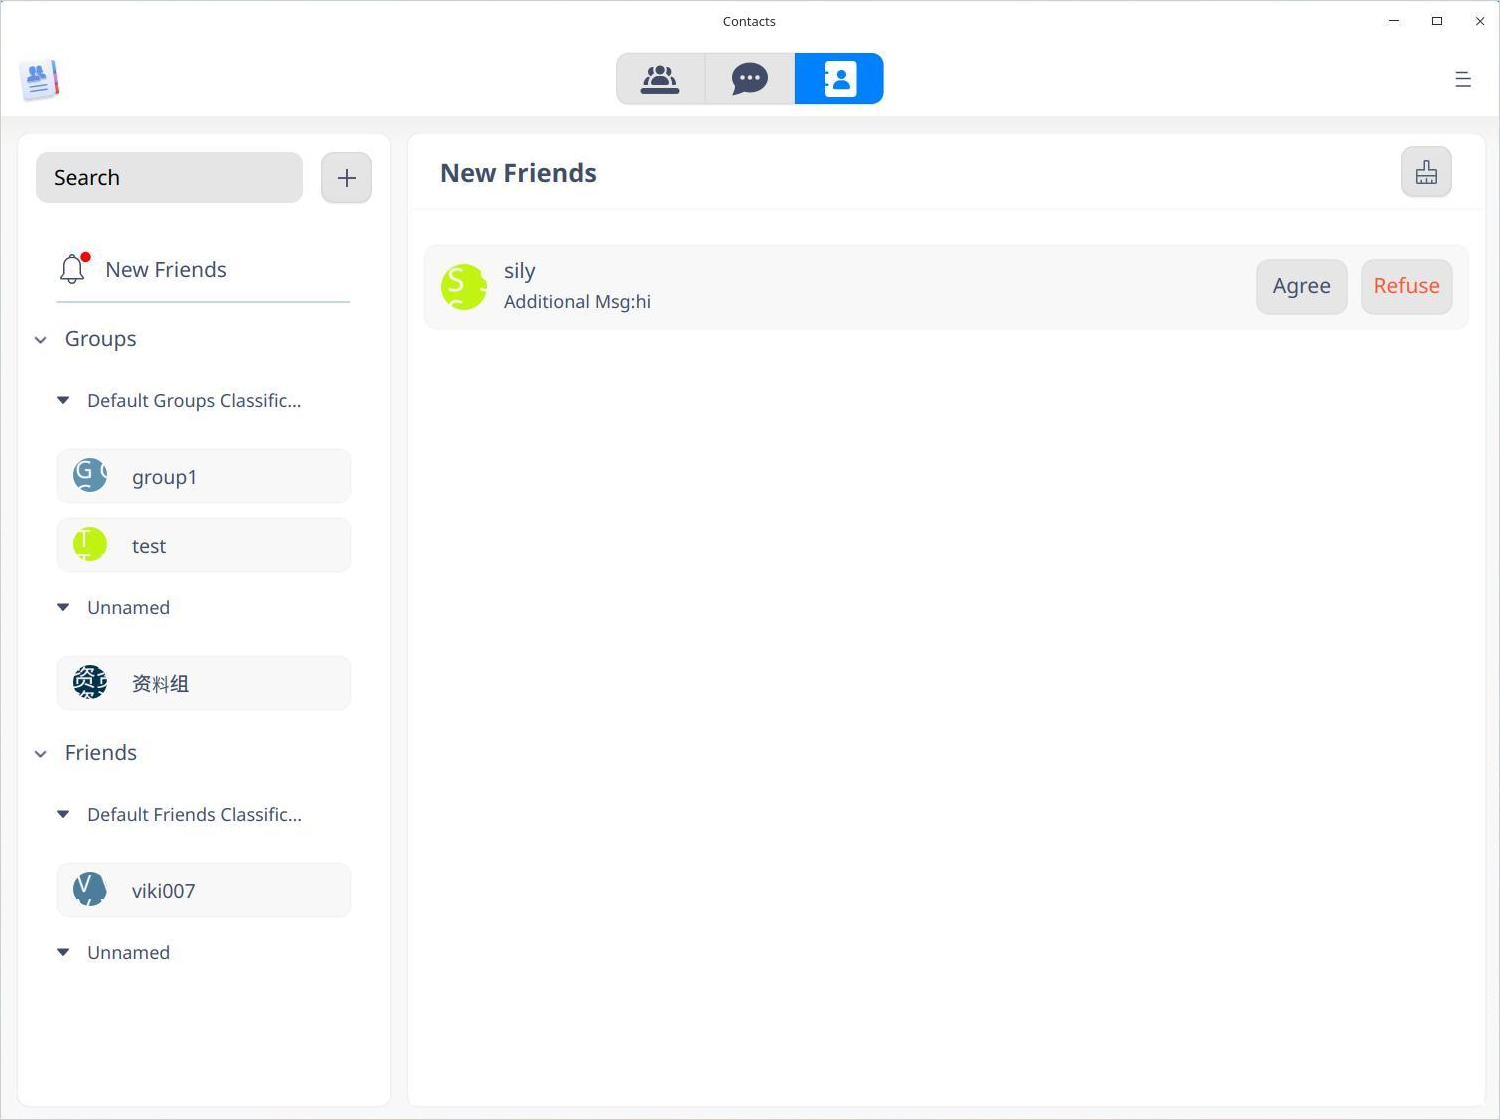 Contacts
Search
New Friends
Groups
Default Groups Classific...
group1
test
Unnamed
资料组
Friends
Default Friends Classific...
viki007
Unnamed
New Friends
sily
Additional Msg:hi
Agree
Refuse